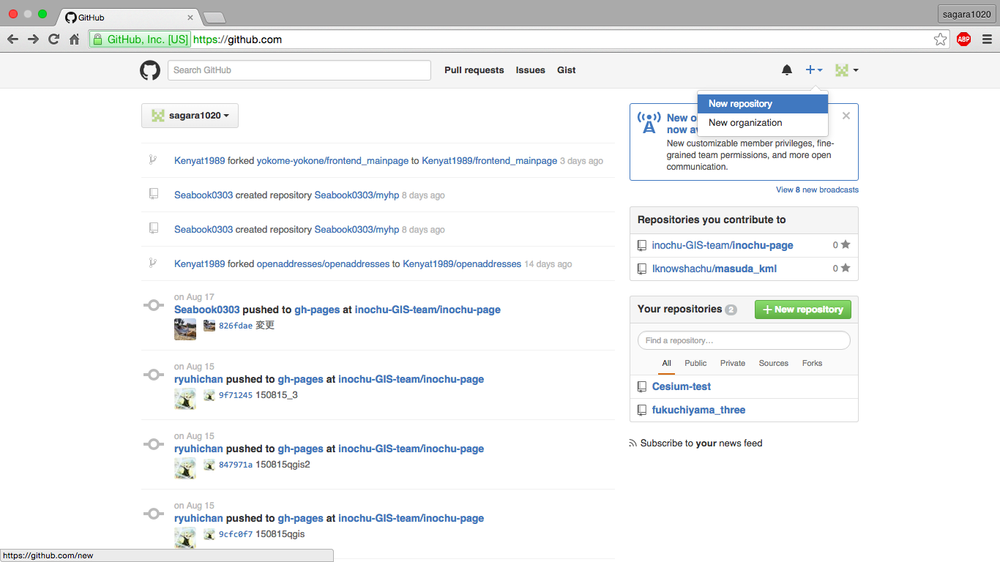 GitHub
sagara1020
GitHub, Inc. [US] https://github.com
ABP
Search GitHub
Pull requests Issues Gist
New repository
New organization
sagara1020
New o
now av
New customizable member privileges, fine-
grained team permissions, and more open
communication.
View 8 new broadcasts
Kenyat1989 forked yokome-yokone/frontend_mainpage to Kenyat1989/frontend_mainpage 3 days ago
Seabook0303 created repository Seabook0303/myhp 8 days ago
Seabook0303 created repository Seabook0303/myhp 8 days ago
Kenyat1989 forked openaddresses/openaddresses to Kenyat1989/openaddresses 14 days ago
on Aug 17
Seabook0303 pushed to gh-pages at inochu-GIS-team/inochu-page
826fdae 変更
on Aug 15
ryuhichan pushed to gh-pages at inochu-GIS-team/inochu-page
9f71245 150815_3
on Aug 15
ryuhichan pushed to gh-pages at inochu-GIS-team/inochu-page
847971a 150815qgis2
on Aug 15
ryuhichan pushed to gh-pages at inochu-GIS-team/inochu-page
9cfc0f7 150815qgis
Repositories you contribute to
inochu-GIS-team/inochu-page 0
Iknowshachu/masuda_kml 0
Your repositories 2 New repository
Find a repository…
All Public Private Sources Forks
Cesium-test
fukuchiyama_three
Subscribe to your news feed
https://github.com/new